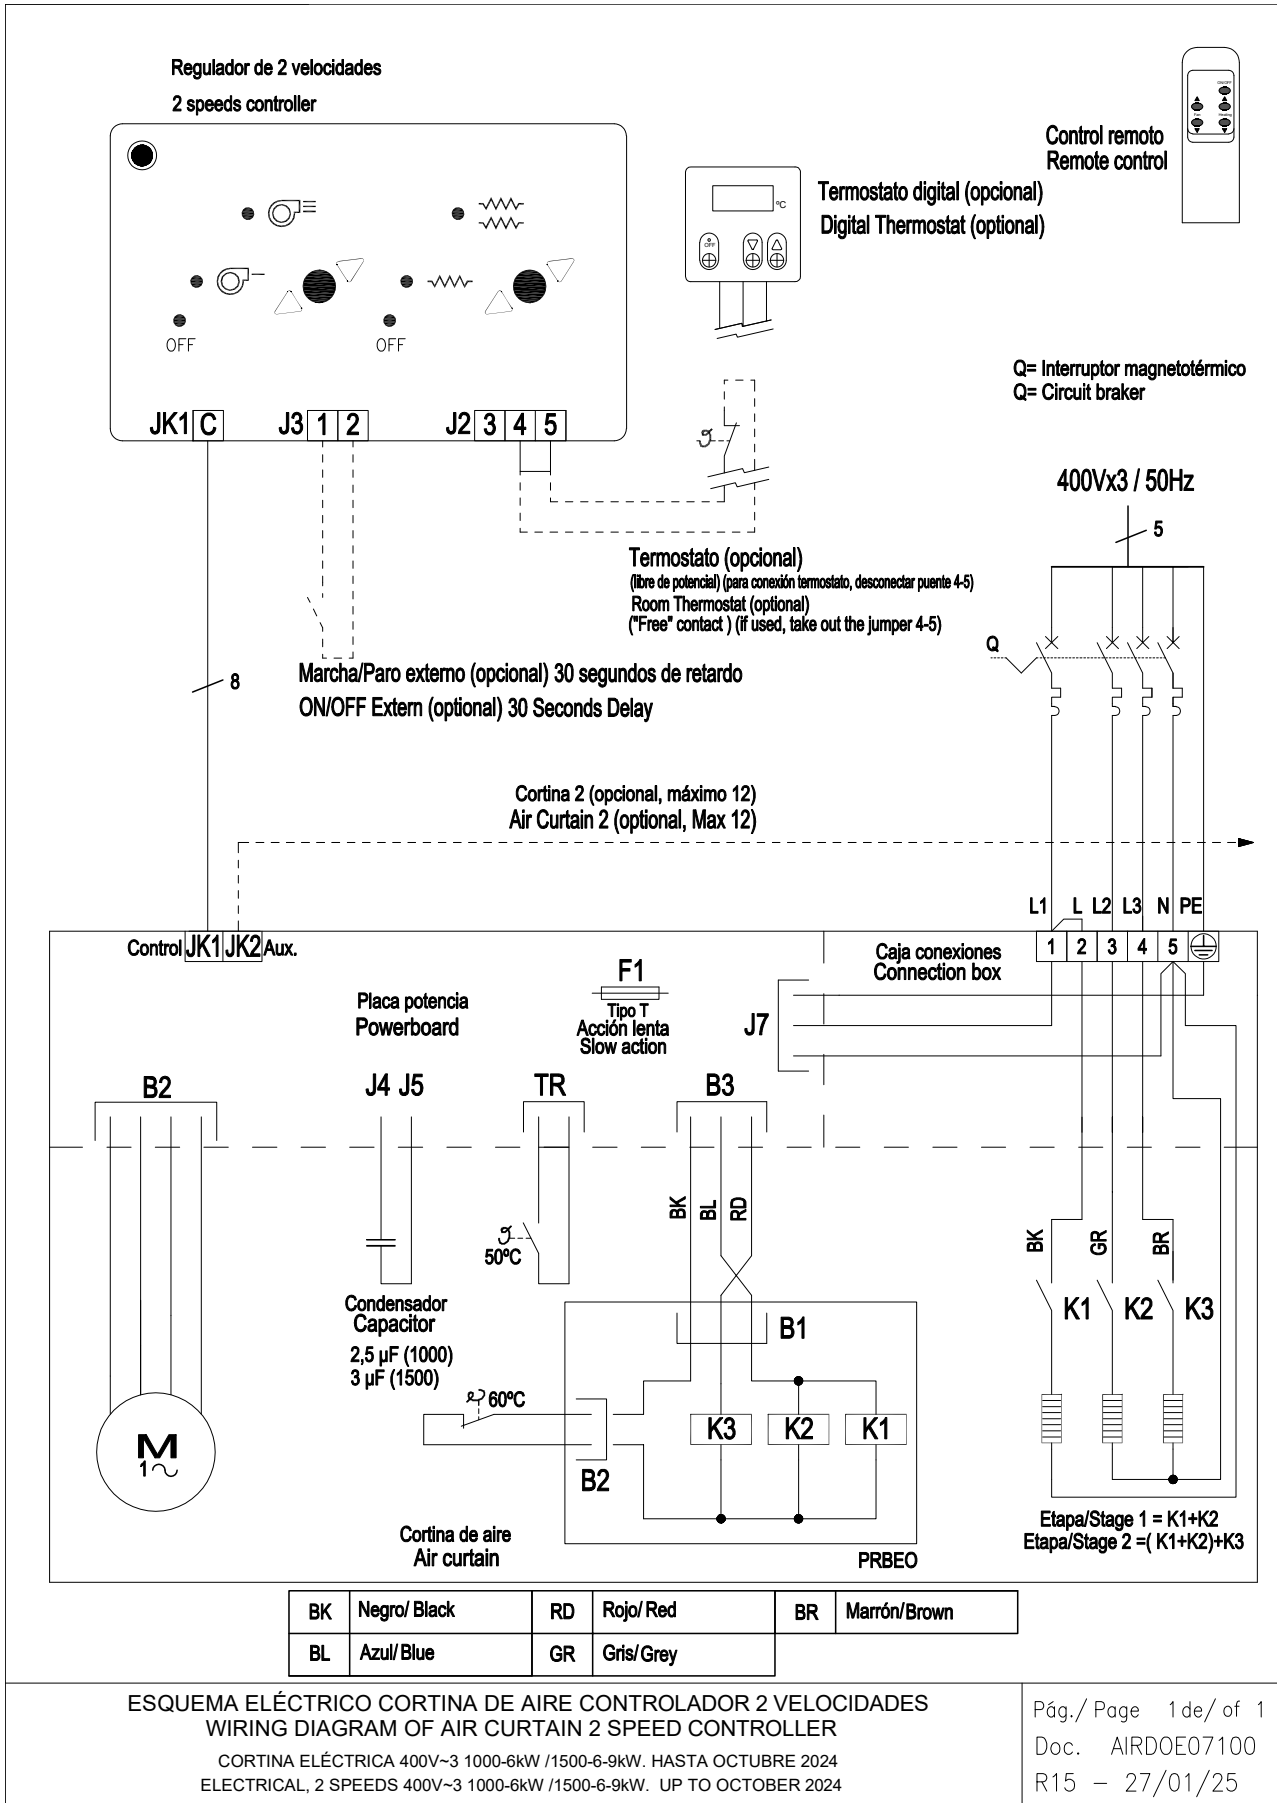 Regulador de 2 velocidades
2 speeds controller
OFF
OFF
JK1 C
J3 1 2
J2 3 4 5
ºC
OFF
Termostato digital (opcional)
Digital Thermostat (optional)
Control remoto
Remote control
ON/OFF
Fan
Heating
Q= Interruptor magnetotérmico
Q= Circuit braker
400Vx3 / 50Hz
5
Termostato (opcional)
(libre de potencial) (para conexión termostato, desconectar puente 4-5)
Room Thermostat (optional)
("Free" contact ) (if used, take out the jumper 4-5)
Q
8
Marcha/Paro externo (opcional) 30 segundos de retardo
ON/OFF Extern (optional) 30 Seconds Delay
Cortina 2 (opcional, máximo 12)
Air Curtain 2 (optional, Max 12)
L1 L L2 L3 N PE
1 2 3 4 5
Control JK1 JK2 Aux.
Caja conexiones
Connection box
Placa potencia
Powerboard
F1
Tipo T
Acción lenta
Slow action
J7
B2
J4 J5
TR
B3
BK BL RD
BK GR BR
50ºC
K1 K2 K3
Condensador
Capacitor
2,5 µF (1000)
3 µF (1500)
B1
60ºC
K3 K2 K1
B2
M
1
Cortina de aire
Air curtain
PRBEO
Etapa/Stage 1 = K1+K2
Etapa/Stage 2 =( K1+K2)+K3
BK Negro/ Black RD Rojo/ Red BR Marrón/Brown
BL Azul/ Blue GR Gris/Grey
ESQUEMA ELÉCTRICO CORTINA DE AIRE CONTROLADOR 2 VELOCIDADES
WIRING DIAGRAM OF AIR CURTAIN 2 SPEED CONTROLLER
CORTINA ELÉCTRICA 400V~3 1000-6kW /1500-6-9kW. HASTA OCTUBRE 2024
ELECTRICAL, 2 SPEEDS 400V~3 1000-6kW /1500-6-9kW. UP TO OCTOBER 2024
Pág./ Page 1 de/ of 1
Doc. AIRDOE07100
R15 - 27/01/25